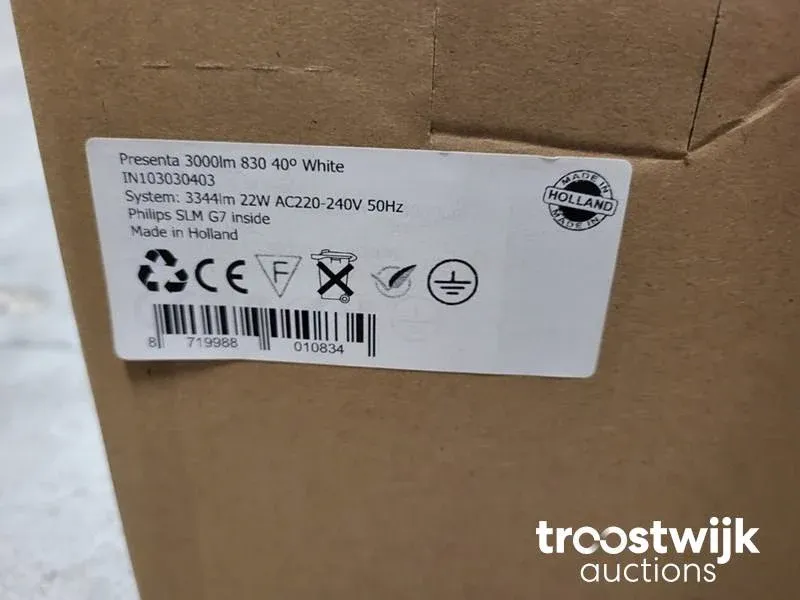 Presenta 3000lm 830 40º White
IN103030403
System: 3344lm 22W AC220-240V 50Hz
Philips SLM G7 inside
Made in Holland
MADE IN
HOLLAND
MADE IN
CE F
8 719988 010834
troostwijk
auctions